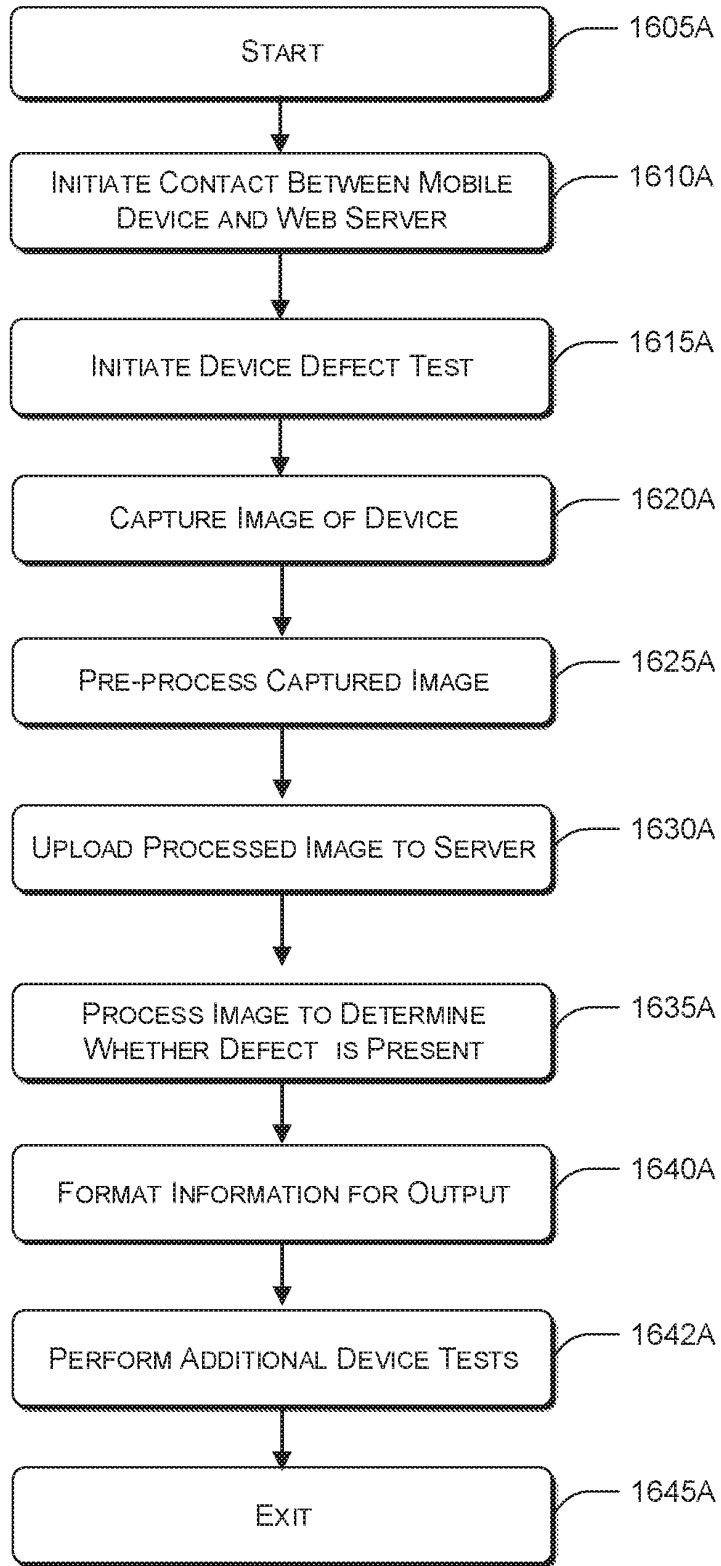 START
1605A
INITIATE CONTACT BETWEEN MOBILE
DEVICE AND WEB SERVER
1610A
INITIATE DEVICE DEFECT TEST
1615A
CAPTURE IMAGE OF DEVICE
1620A
PRE-PROCESS CAPTURED IMAGE
1625A
UPLOAD PROCESSED IMAGE TO SERVER
1630A
PROCESS IMAGE TO DETERMINE
WHETHER DEFECT IS PRESENT
1635A
FORMAT INFORMATION FOR OUTPUT
1640A
PERFORM ADDITIONAL DEVICE TESTS
1642A
EXIT
1645A